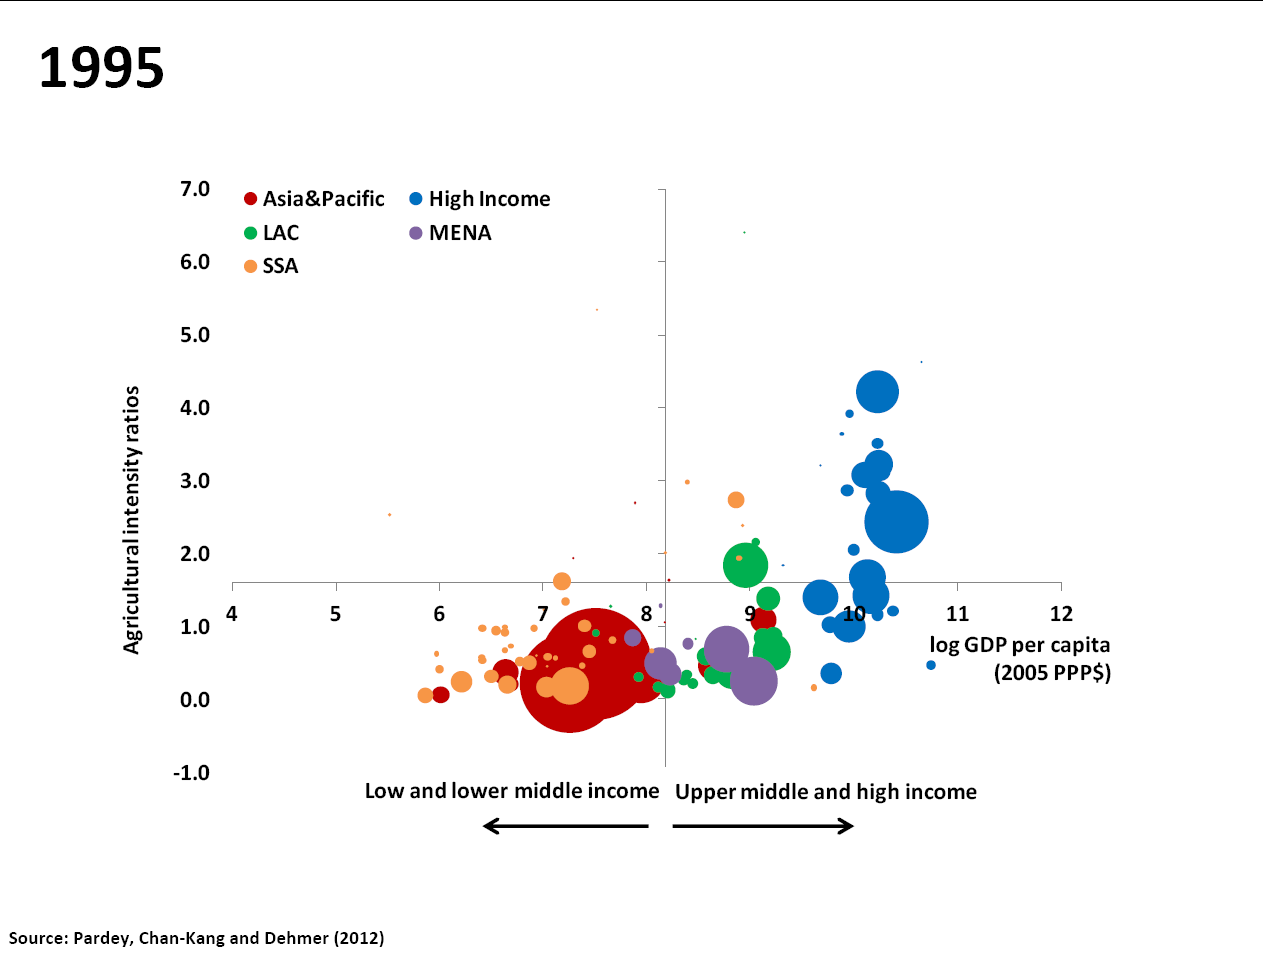 1995
7.0
Asia&Pacific
High Income
LAC
MENA
SSA
6.0
5.0
4.0
3.0
2.0
1.0
0.0
-1.0
Agricultural intensity ratios
4 5 6 7 8 9 10 11 12
log GDP per capita
(2005 PPP$)
Low and lower middle income
Upper middle and high income
Source: Pardey, Chan-Kang and Dehmer (2012)